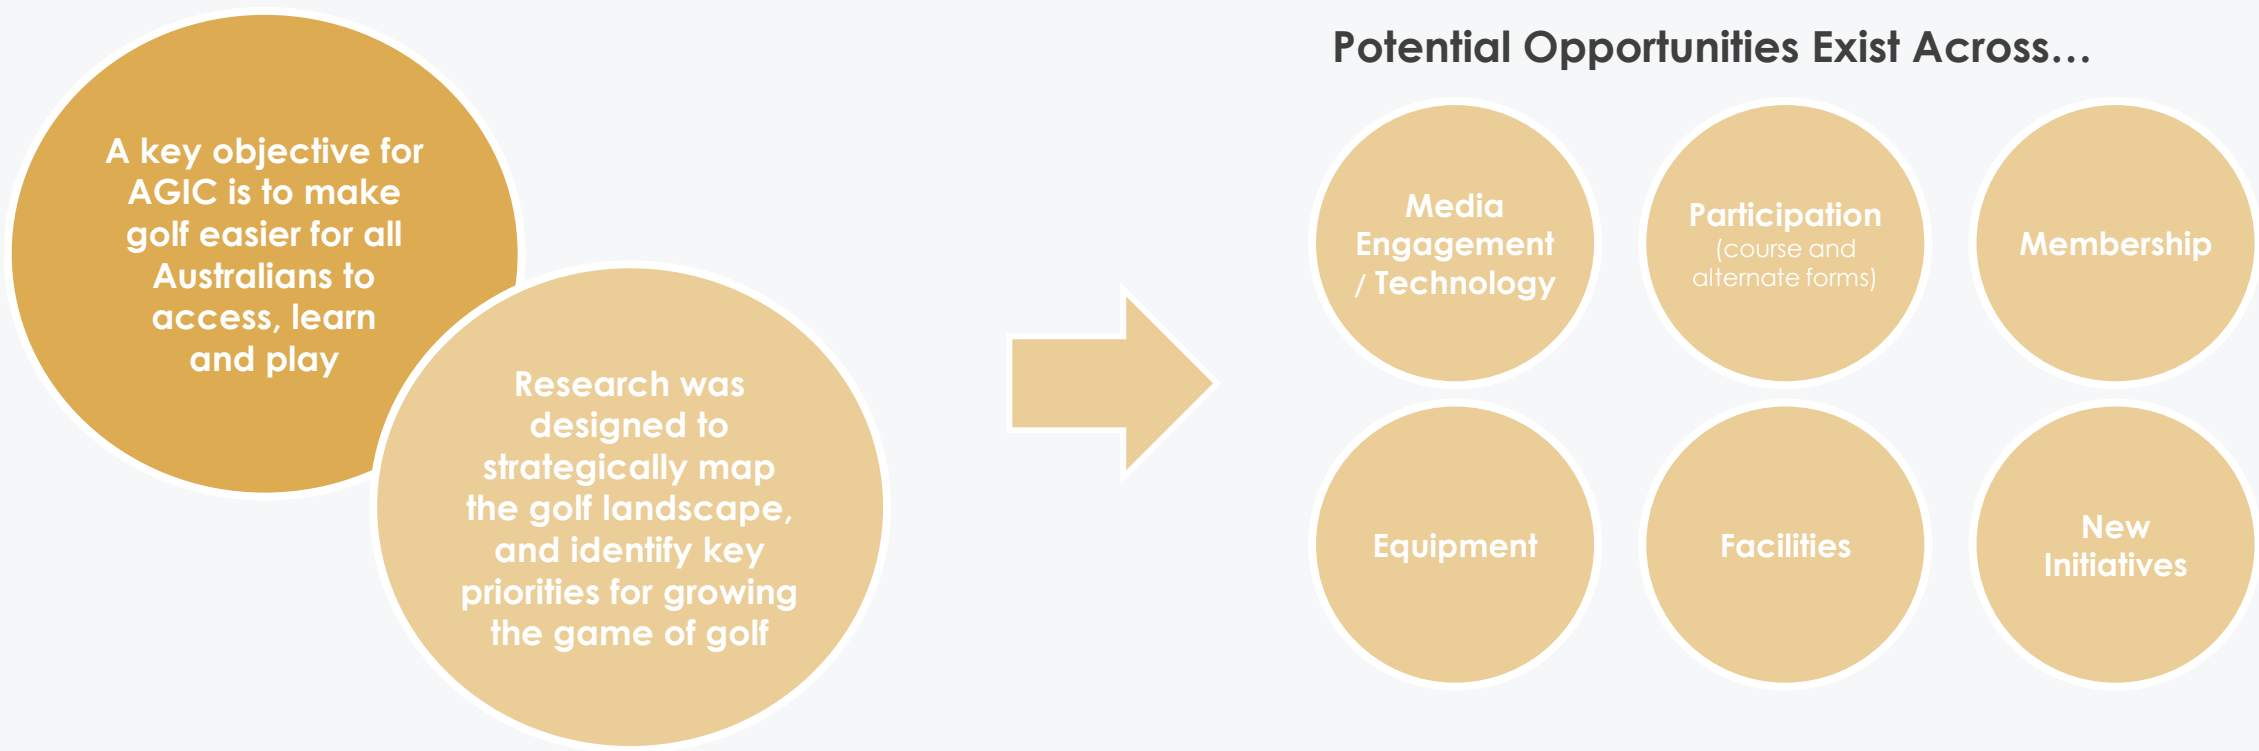 A key objective for
AGIC is to make
golf easier for all
Australians to
access, learn
and play
Research was
designed to
strategically map
the golf landscape,
and identify key
priorities for growing
the game of golf
Potential Opportunities Exist Across…
Media
Engagement
/ Technology
Participation
(course and
alternate forms)
Membership
Equipment
Facilities
New
Initiatives